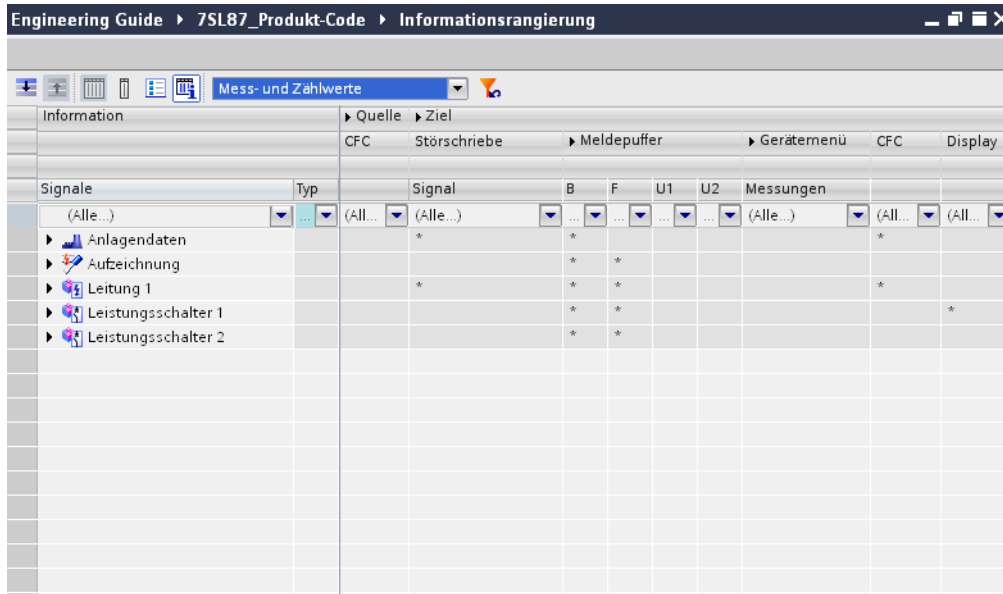 Engineering Guide ▸ 7SL87_Produkt-Code ▸ Informationsrangierung
Mess- und Zählwerte
Information Quelle Ziel
CFC Störschriebe Meldepuffer Gerätemenü CFC Display
Signale Typ Signal B F U1 U2 Messungen
(Alle...) ... (All... (Alle...) ... ... ... ... (Alle...) (All... (All...
Anlagendaten * * *
Aufzeichnung * *
Leitung 1 * * * *
Leistungsschalter 1 * * *
Leistungsschalter 2 * *